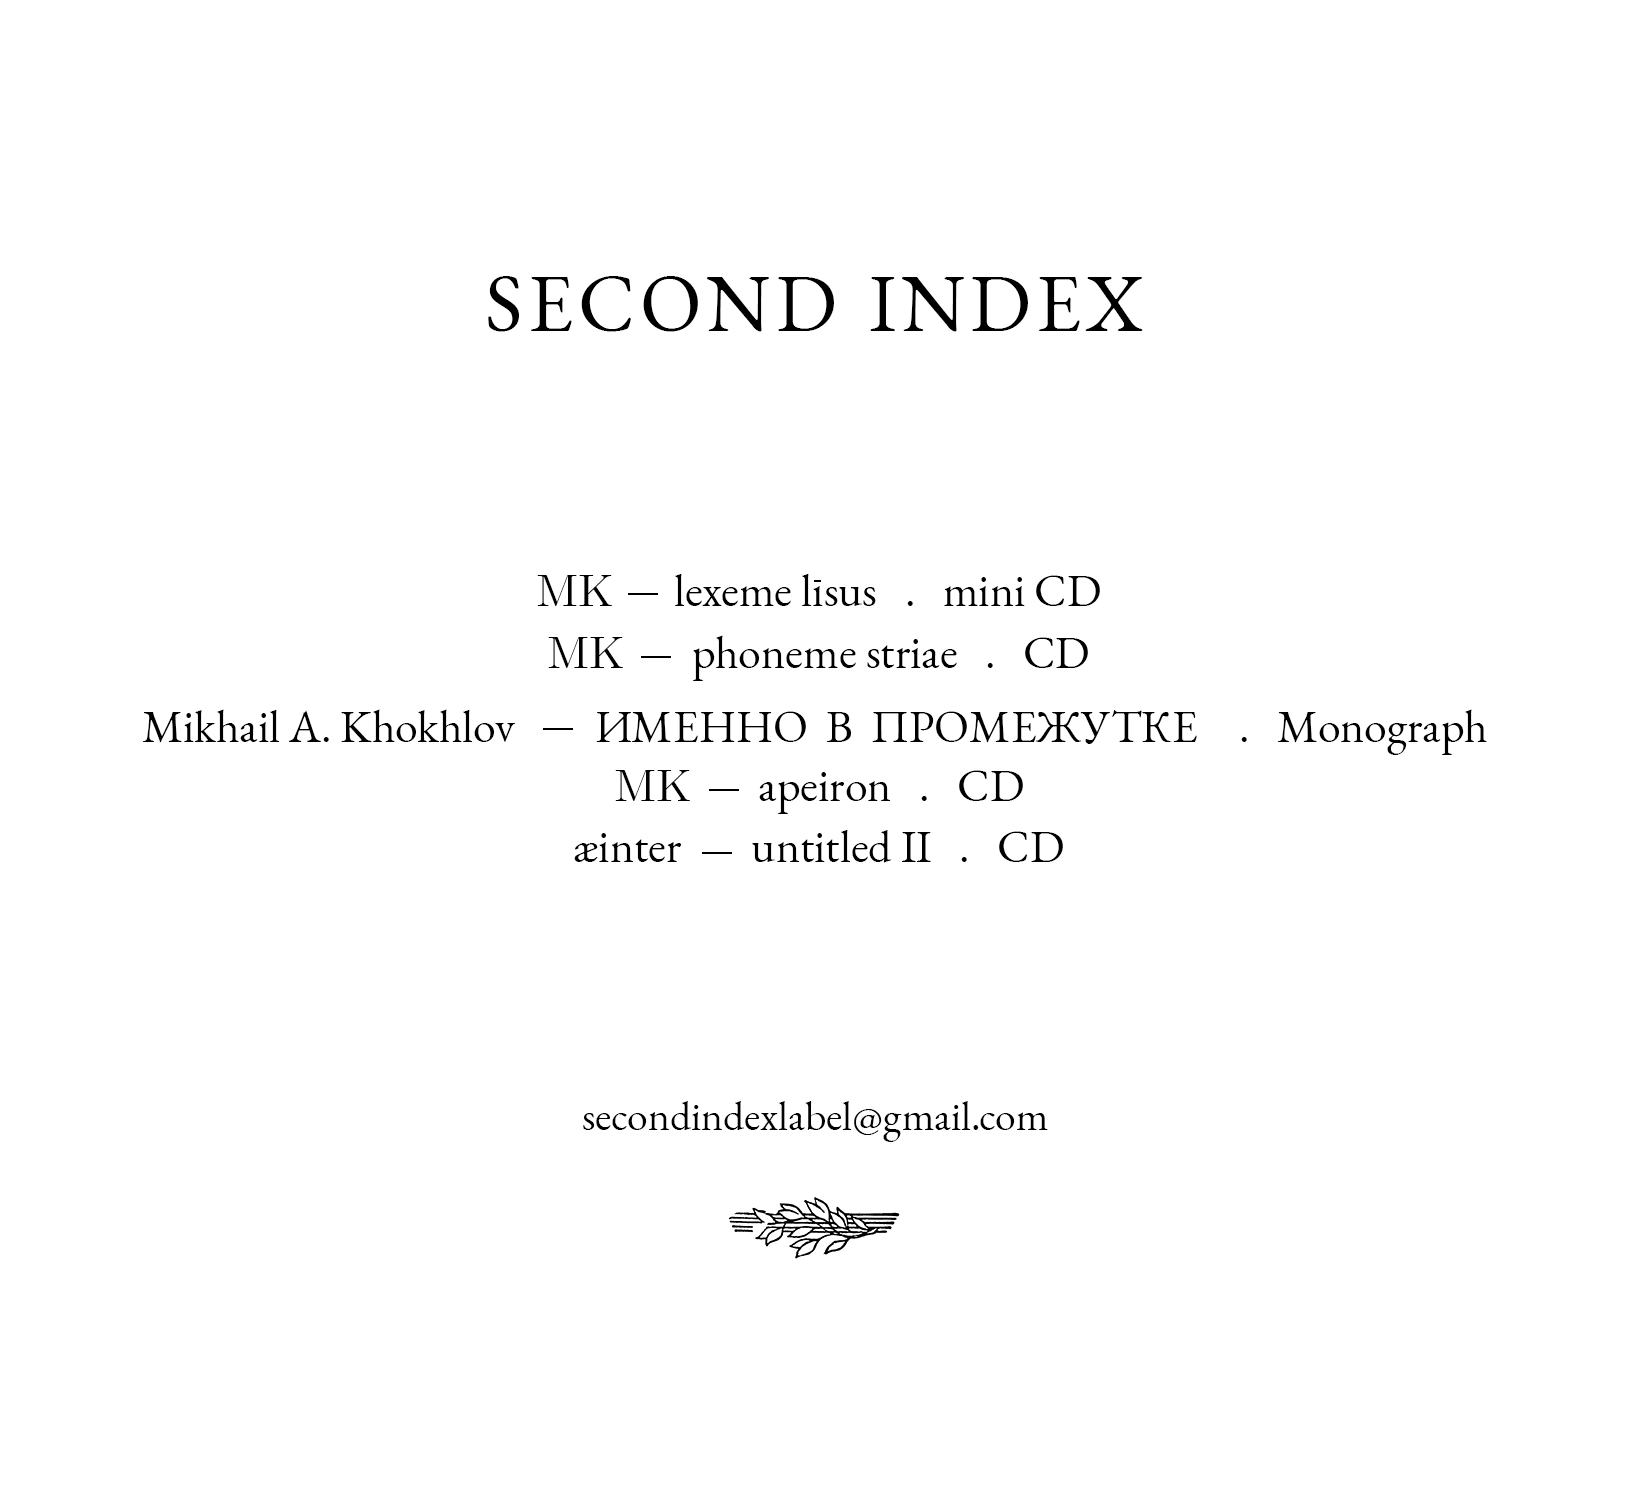 SECOND INDEX
MK — lexeme līsus . mini CD
MK — phoneme striae . CD
Mikhail A. Khokhlov — ИМЕННО В ПРОМЕЖУТКЕ . Monograph
MK — apeiron . CD
æinter — untitled II . CD
secondindexlabel@gmail.com